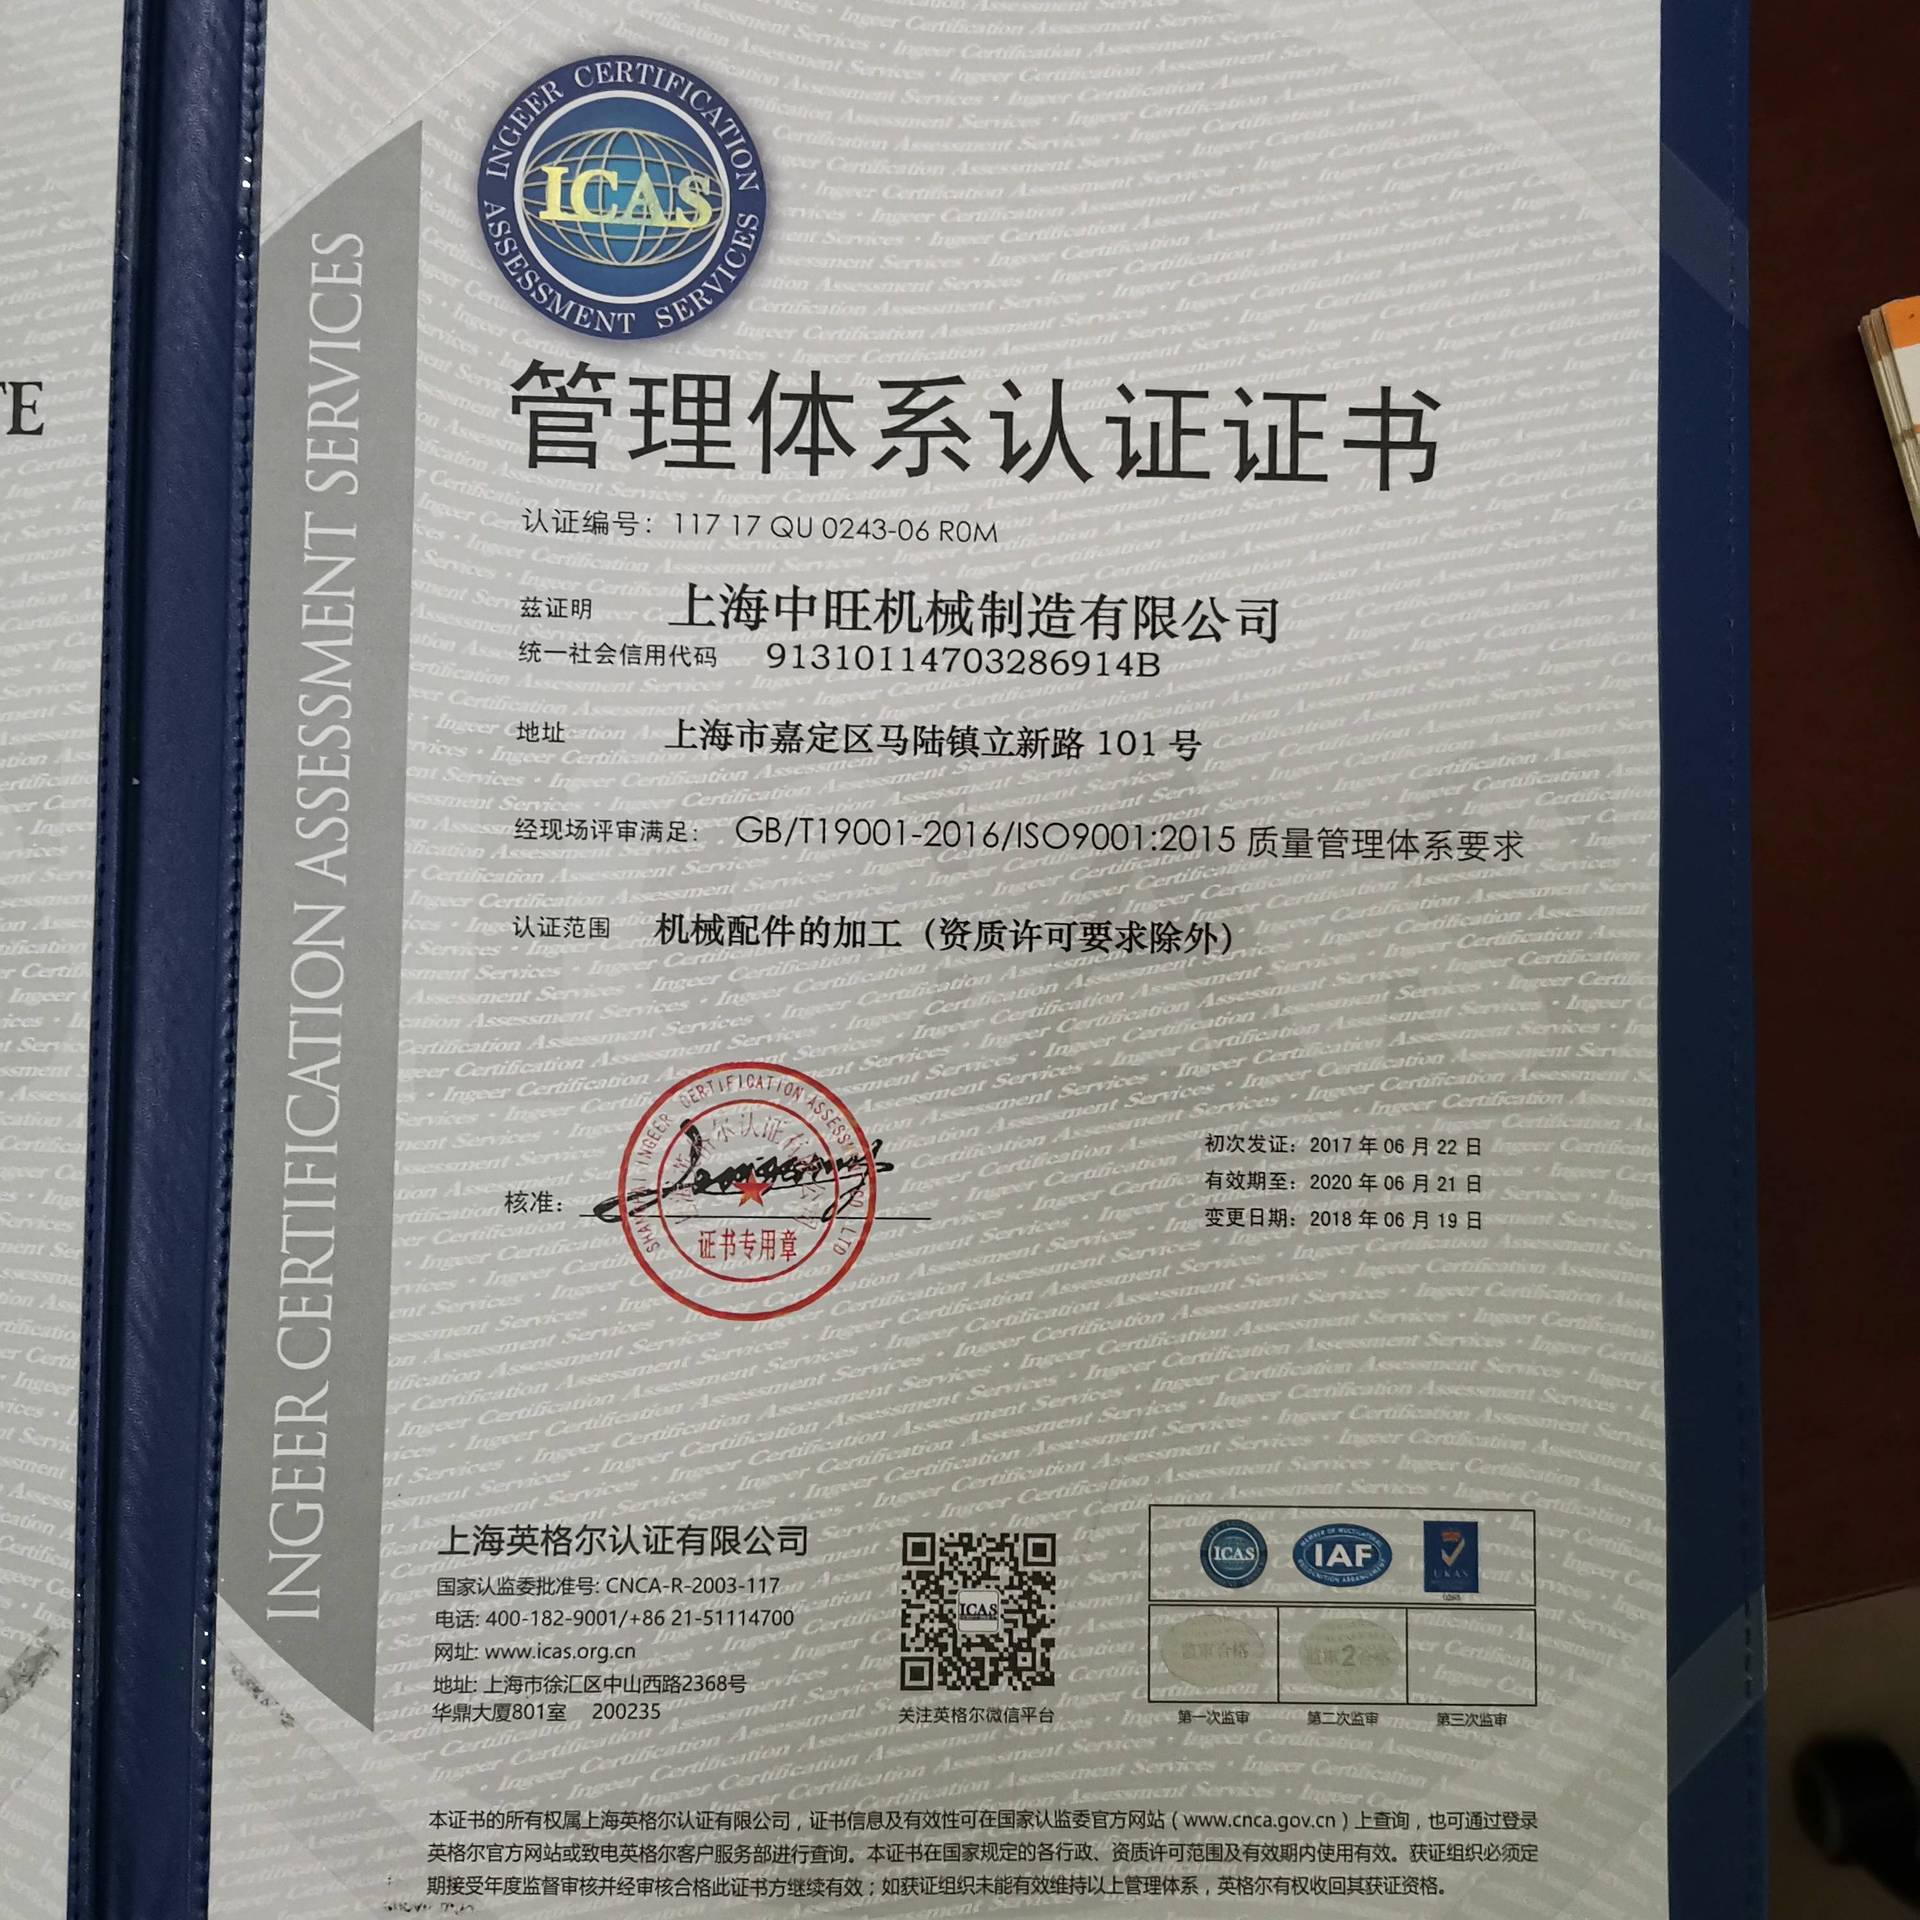 TE
INGEER CERTIFICATION ASSESSMENT SERVICES
INGEER CERTIFICATION
ICAS
ASSESSMENT SERVICES
管理体系认证证书
认证编号：117 17 QU 0243-06 R0M
兹证明 上海中旺机械制造有限公司
统一社会信用代码 91310114703286914B
地址 上海市嘉定区马陆镇立新路 101 号
经现场评审满足： GB/T19001-2016/ISO9001:2015 质量管理体系要求
认证范围 机械配件的加工（资质许可要求除外）
SHANGHAI INGEER CERTIFICATION ASSESSMENT CO LTD
证书专用章
核准：
初次发证：2017 年 06 月 22 日
有效期至：2020 年 06 月 21 日
变更日期：2018 年 06 月 19 日
上海英格尔认证有限公司
国家认监委批准号: CNCA-R-2003-117
电话: 400-182-9001/+86 21-51114700
网址: www.icas.org.cn
地址: 上海市徐汇区中山西路2368号
华鼎大厦801室 200235
ICAS
关注英格尔微信平台
ICAS
IAF
UKAS
监审合格
监审2合格
第一次监审
第二次监审
第三次监审
本证书的所有权属上海英格尔认证有限公司，证书信息及有效性可在国家认监委官方网站（www.cnca.gov.cn）上查询，也可通过登录
英格尔官方网站或致电英格尔客户服务部进行查询。本证书在国家规定的各行政、资质许可范围及有效期内使用有效。获证组织必须定
期接受年度监督审核并经审核合格此证书方继续有效；如获证组织未能有效维持以上管理体系，英格尔有权收回其获证资格。